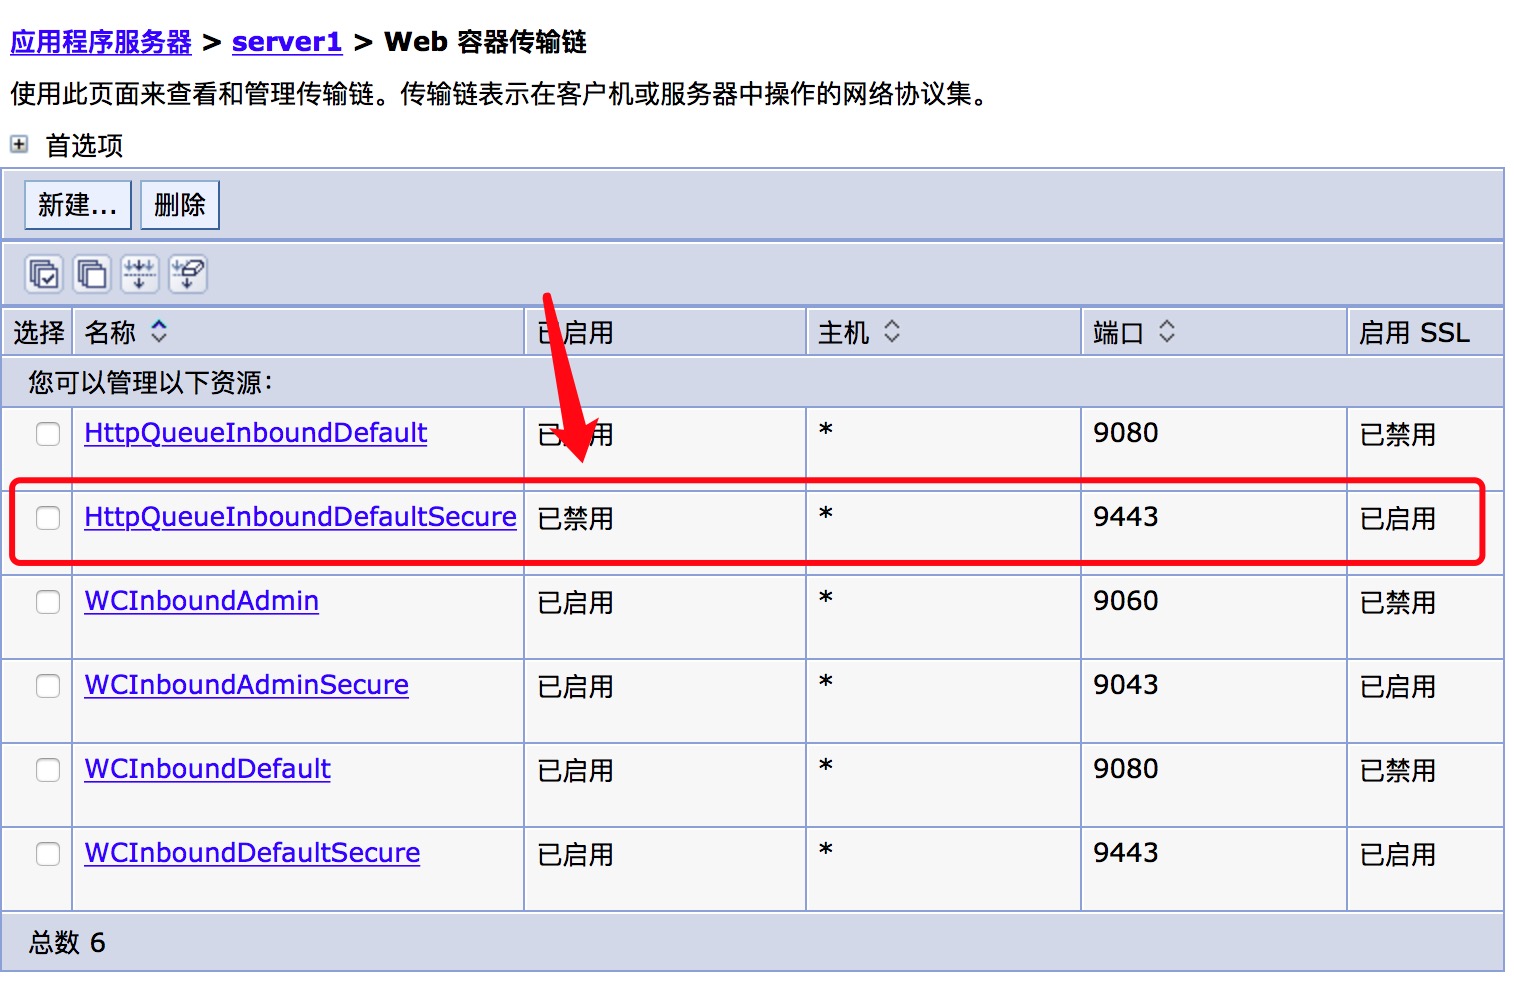 应用程序服务器 > server1 > Web 容器传输链
使用此页面来查看和管理传输链。传输链表示在客户机或服务器中操作的网络协议集。
首选项
新建... 删除
选择 名称 已启用 主机 端口 启用 SSL
您可以管理以下资源：
HttpQueueInboundDefault 已启用 * 9080 已禁用
HttpQueueInboundDefaultSecure 已禁用 * 9443 已启用
WCInboundAdmin 已启用 * 9060 已禁用
WCInboundAdminSecure 已启用 * 9043 已启用
WCInboundDefault 已启用 * 9080 已禁用
WCInboundDefaultSecure 已启用 * 9443 已启用
总数 6